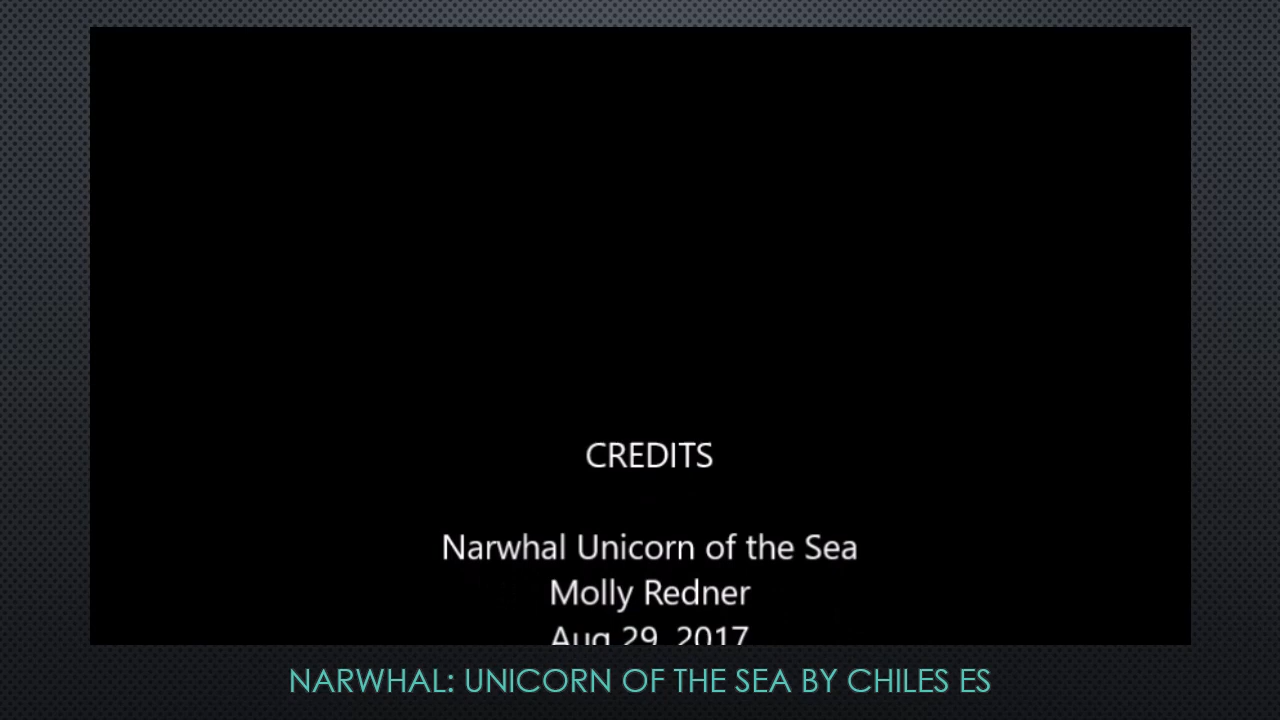 CREDITS
Narwhal Unicorn of the Sea
Molly Redner
Aug 29, 2017
NARWHAL: UNICORN OF THE SEA BY CHILES ES